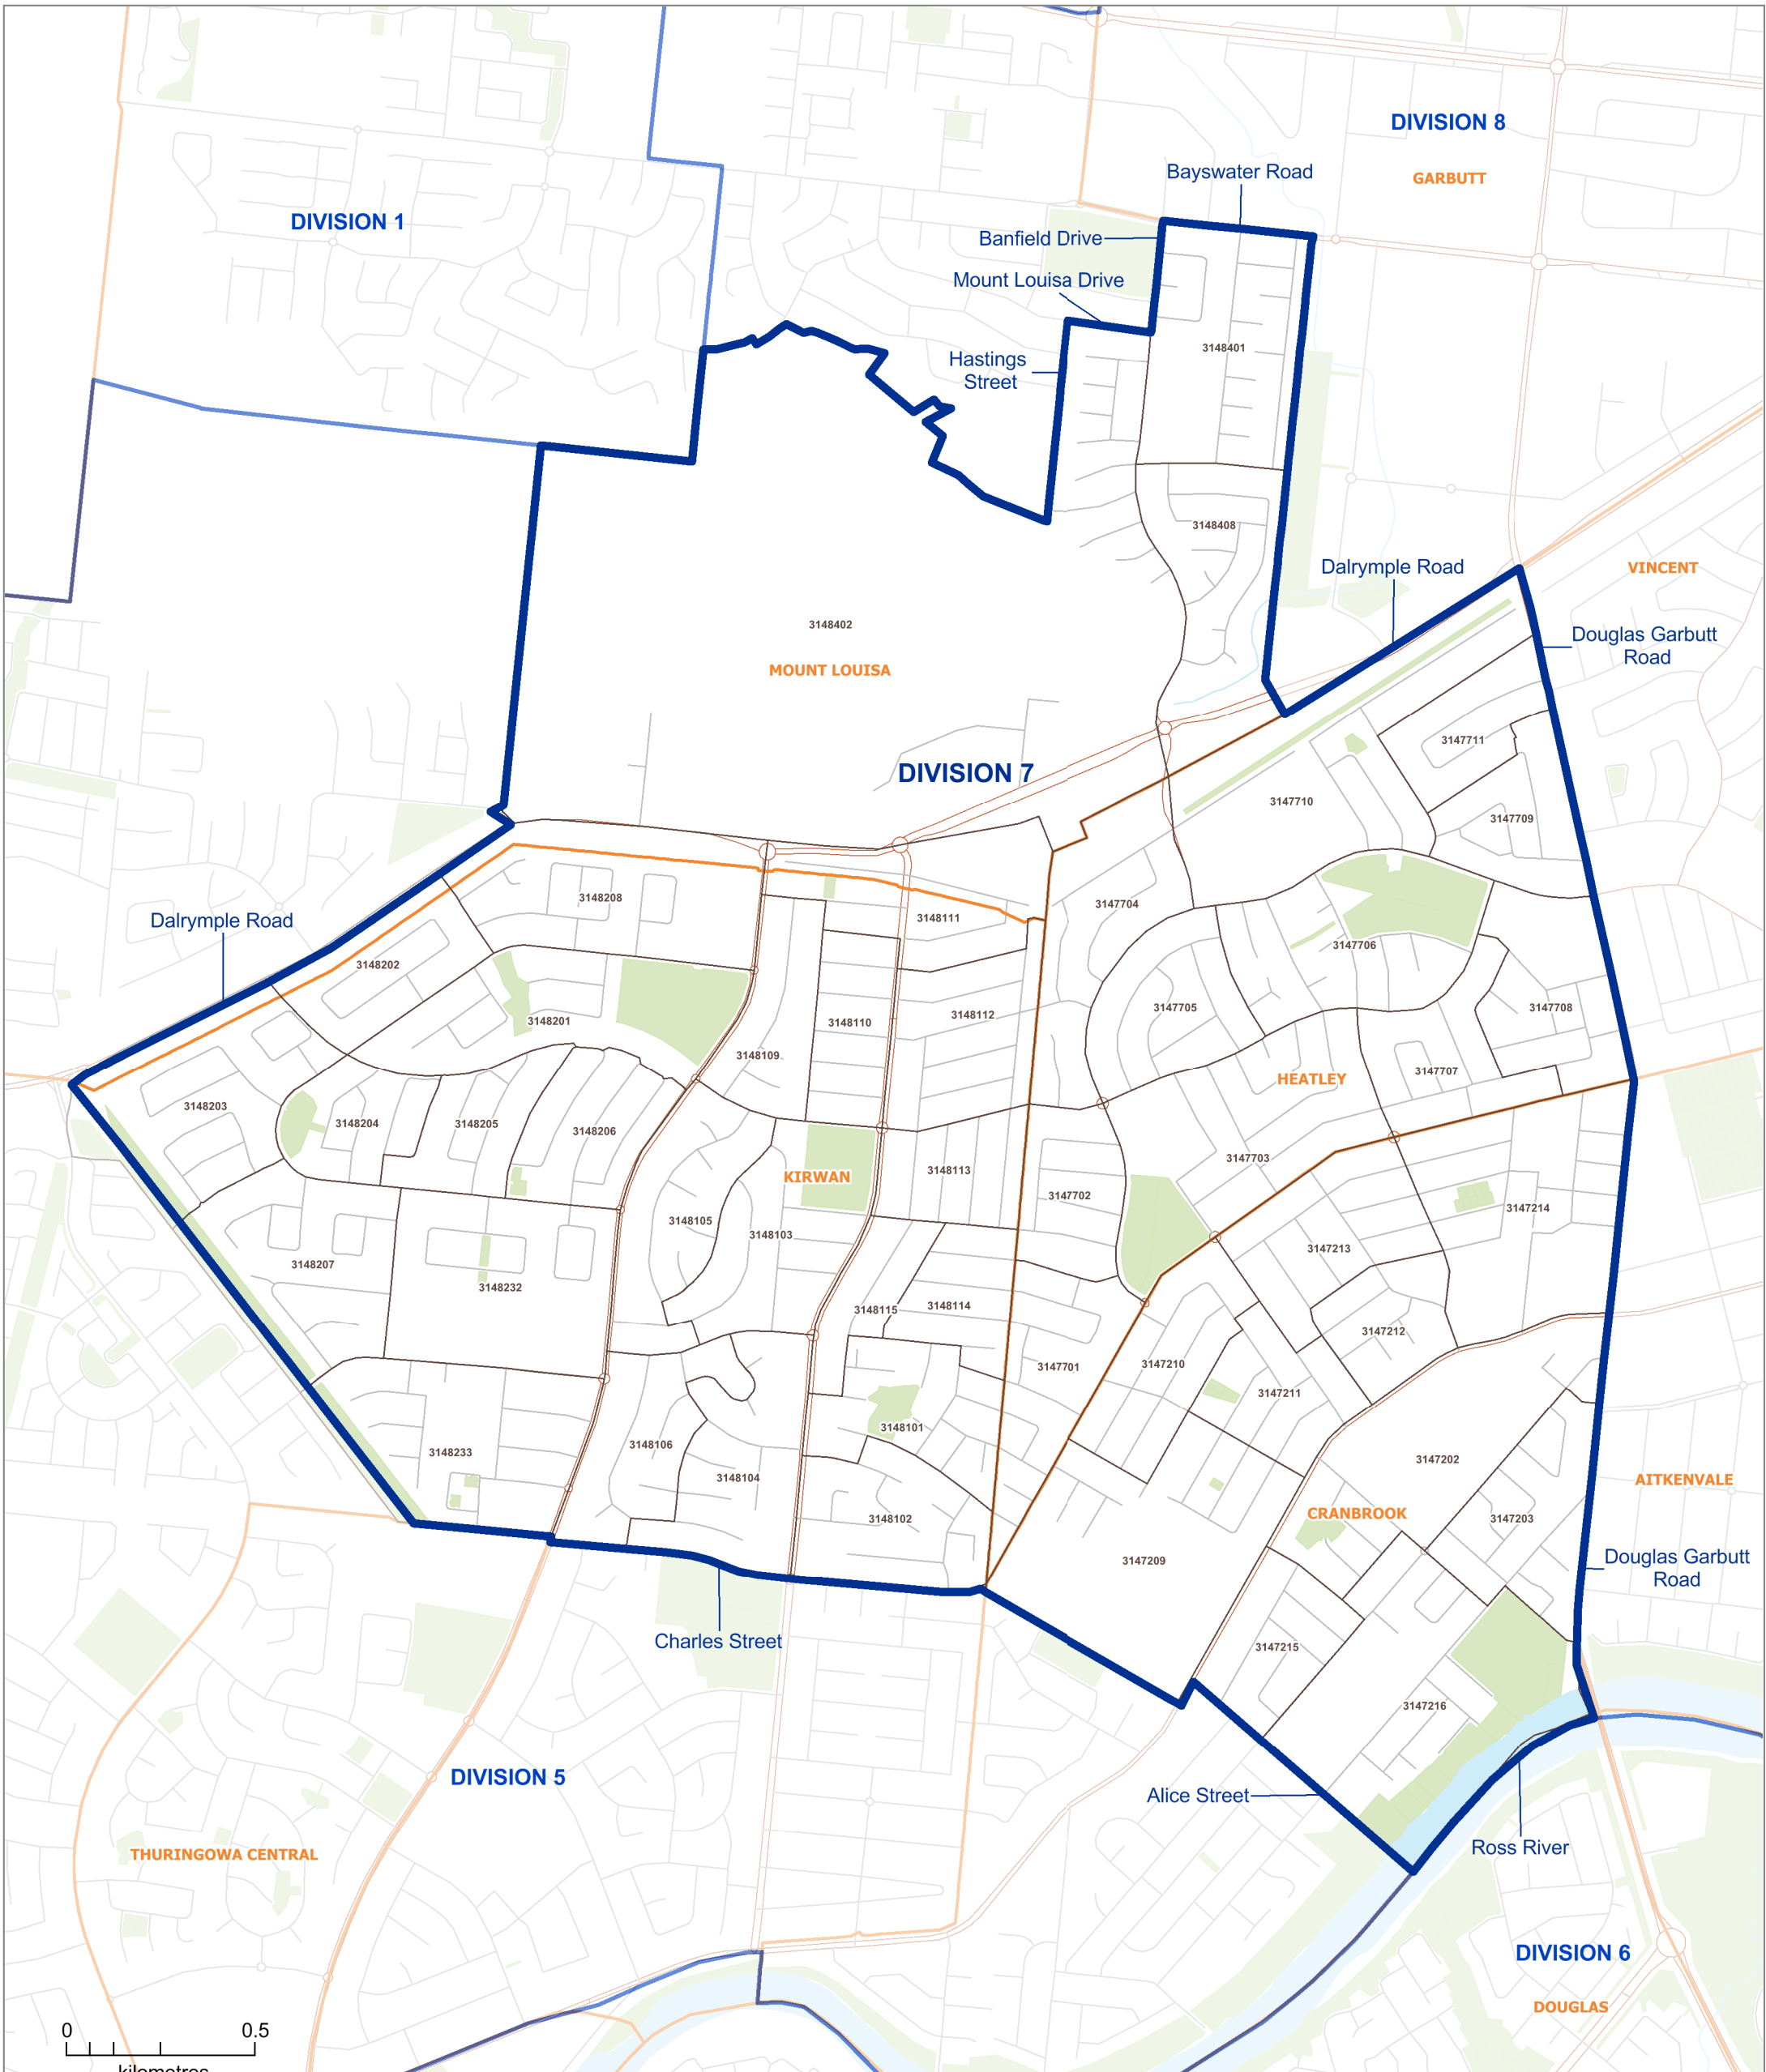 DIVISION 8
Bayswater Road
GARBUTT
DIVISION 1
Banfield Drive
Mount Louisa Drive
3148401
Hastings
Street
3148408
Dalrymple Road
VINCENT
3148402
Douglas Garbutt
Road
MOUNT LOUISA
3147711
DIVISION 7
3147710
3147709
3148208
3147704
3148111
Dalrymple Road
3147706
3148202
3147705
3147708
3148112
3148201
3148110
3148109
3147707
HEATLEY
3148203
3148204
3148205
3148206
3147703
3148113
KIRWAN
3147702
3147214
3148105
3148103
3147213
3148207
3148232
3148115
3148114
3147212
3147701
3147210
3147211
3148101
3148106
3148233
3147202
3148104
AITKENVALE
CRANBROOK
3148102
3147203
3147209
Douglas Garbutt
Road
Charles Street
3147215
3147216
DIVISION 5
Alice Street
Ross River
THURINGOWA CENTRAL
DIVISION 6
DOUGLAS
0 0.5
kilometres